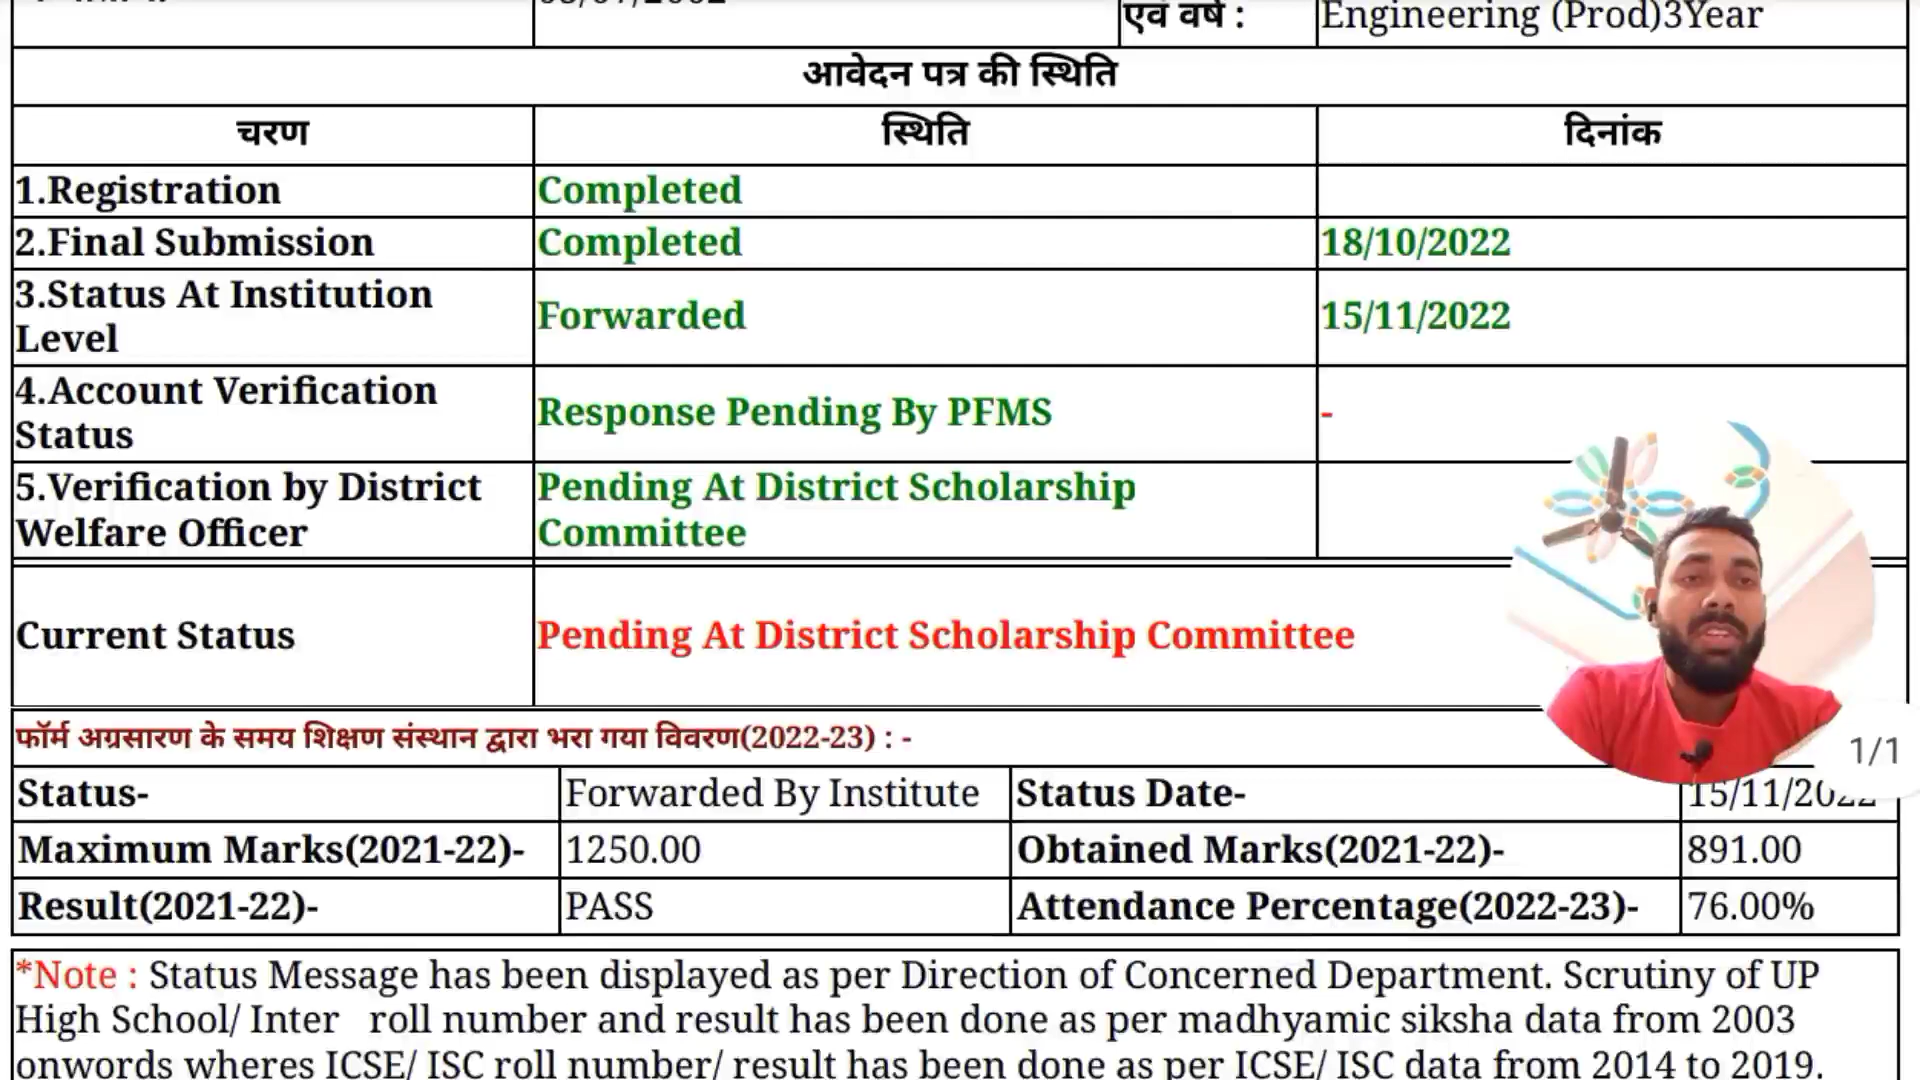 एवं वर्ष :
Engineering (Prod)3Year
आवेदन पत्र की स्थिति
चरण स्थिति दिनांक
1.Registration Completed
2.Final Submission Completed 18/10/2022
3.Status At Institution
Level
Forwarded 15/11/2022
4.Account Verification
Status
Response Pending By PFMS -
5.Verification by District
Welfare Officer
Pending At District Scholarship
Committee
Current Status Pending At District Scholarship Committee
फॉर्म अग्रसारण के समय शिक्षण संस्थान द्वारा भरा गया विवरण(2022-23) : -
1/1
Status- Forwarded By Institute Status Date- 15/11/2022
Maximum Marks(2021-22)- 1250.00 Obtained Marks(2021-22)- 891.00
Result(2021-22)- PASS Attendance Percentage(2022-23)- 76.00%
*Note : Status Message has been displayed as per Direction of Concerned Department. Scrutiny of UP
High School/ Inter roll number and result has been done as per madhyamic siksha data from 2003
onwords wheres ICSE/ ISC roll number/ result has been done as per ICSE/ ISC data from 2014 to 2019.